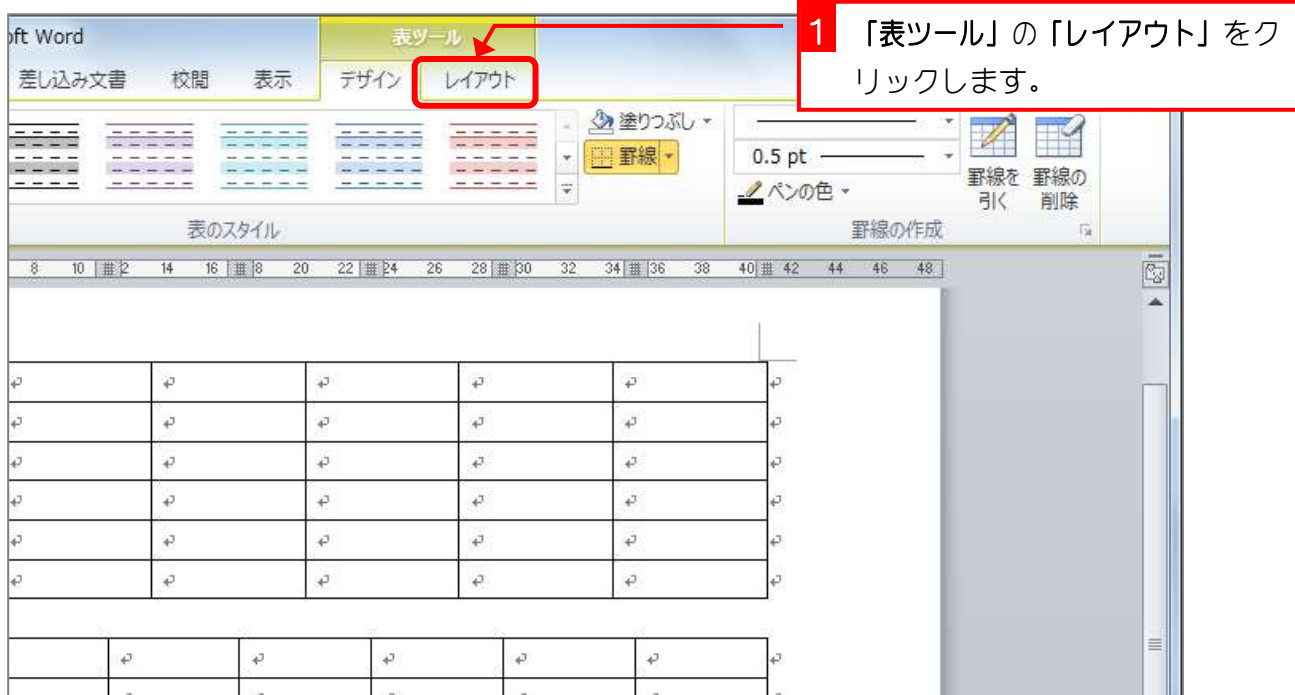 oft Word
表ツール
1 「表ツール」の「レイアウト」をク
リックします。
差し込み文書 校閲 表示 デザイン レイアウト
塗りつぶし
罫線
0.5 pt
ペンの色
罫線を
引く
罫線の
削除
表のスタイル
罫線の作成
8 10 2 14 16 8 20 22 24 26 28 30 32 34 36 38 40 42 44 46 48